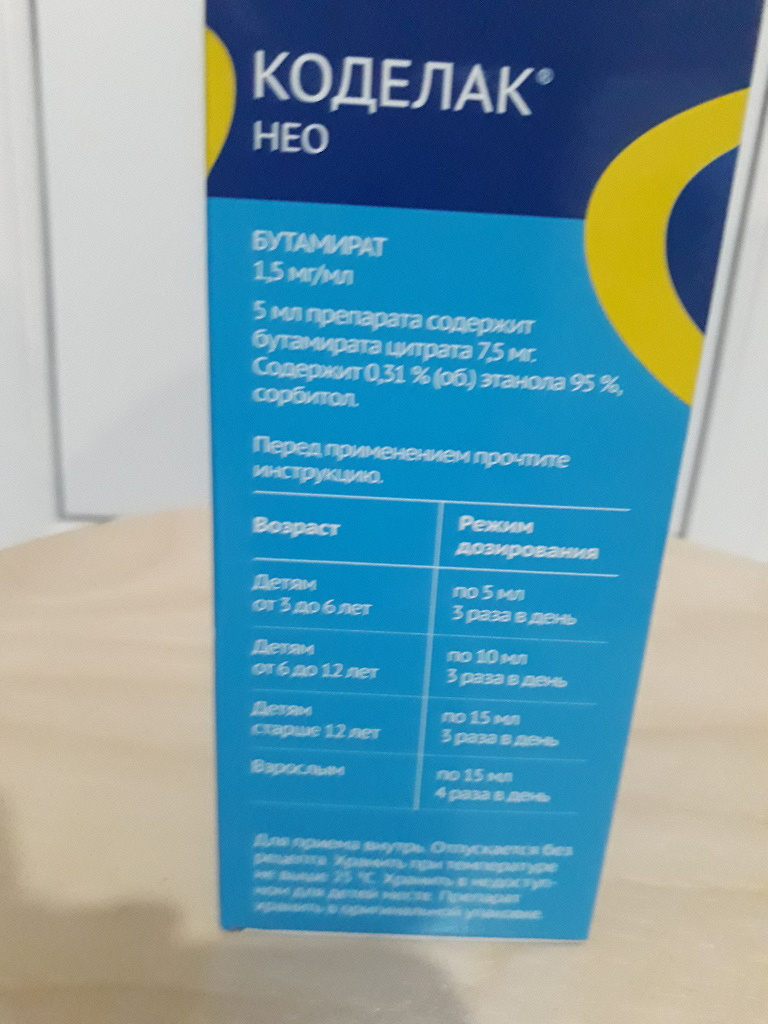 КОДЕЛАК®
НЕО
БУТАМИРАТ
1,5 мг/мл
5 мл препарата содержит
бутамирата цитрата 7,5 мг.
Содержит 0,31 % (об.) этанола 95 %,
сорбитол.
Перед применением прочтите
инструкцию.
Возраст
Режим
дозирования
Детям
от 3 до 6 лет
по 5 мл
3 раза в день
Детям
от 6 до 12 лет
по 10 мл
3 раза в день
Детям
старше 12 лет
по 15 мл
3 раза в день
Взрослым
по 15 мл
4 раза в день
Для приема внутрь. Отпускается без
рецепта. Хранить при температуре
не выше 25 °С. Хранить в недоступ-
ном для детей месте. Препарат
хранить в оригинальной упаковке.